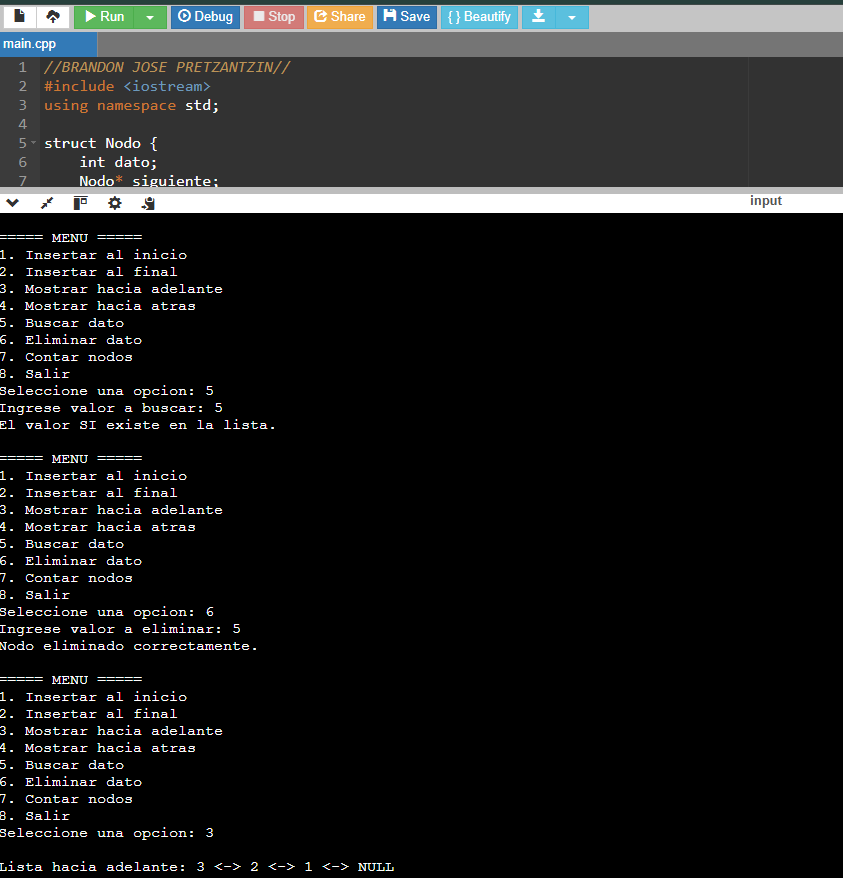 Run Debug Stop Share Save { } Beautify
main.cpp
1 //BRANDON JOSE PRETZANTZIN//
2 #include <iostream>
3 using namespace std;
4
5 struct Nodo {
6 int dato;
7 Nodo* siguiente;
input
===== MENU =====
1. Insertar al inicio
2. Insertar al final
3. Mostrar hacia adelante
4. Mostrar hacia atras
5. Buscar dato
6. Eliminar dato
7. Contar nodos
8. Salir
Seleccione una opcion: 5
Ingrese valor a buscar: 5
El valor SI existe en la lista.
===== MENU =====
1. Insertar al inicio
2. Insertar al final
3. Mostrar hacia adelante
4. Mostrar hacia atras
5. Buscar dato
6. Eliminar dato
7. Contar nodos
8. Salir
Seleccione una opcion: 6
Ingrese valor a eliminar: 5
Nodo eliminado correctamente.
===== MENU =====
1. Insertar al inicio
2. Insertar al final
3. Mostrar hacia adelante
4. Mostrar hacia atras
5. Buscar dato
6. Eliminar dato
7. Contar nodos
8. Salir
Seleccione una opcion: 3
Lista hacia adelante: 3 <-> 2 <-> 1 <-> NULL